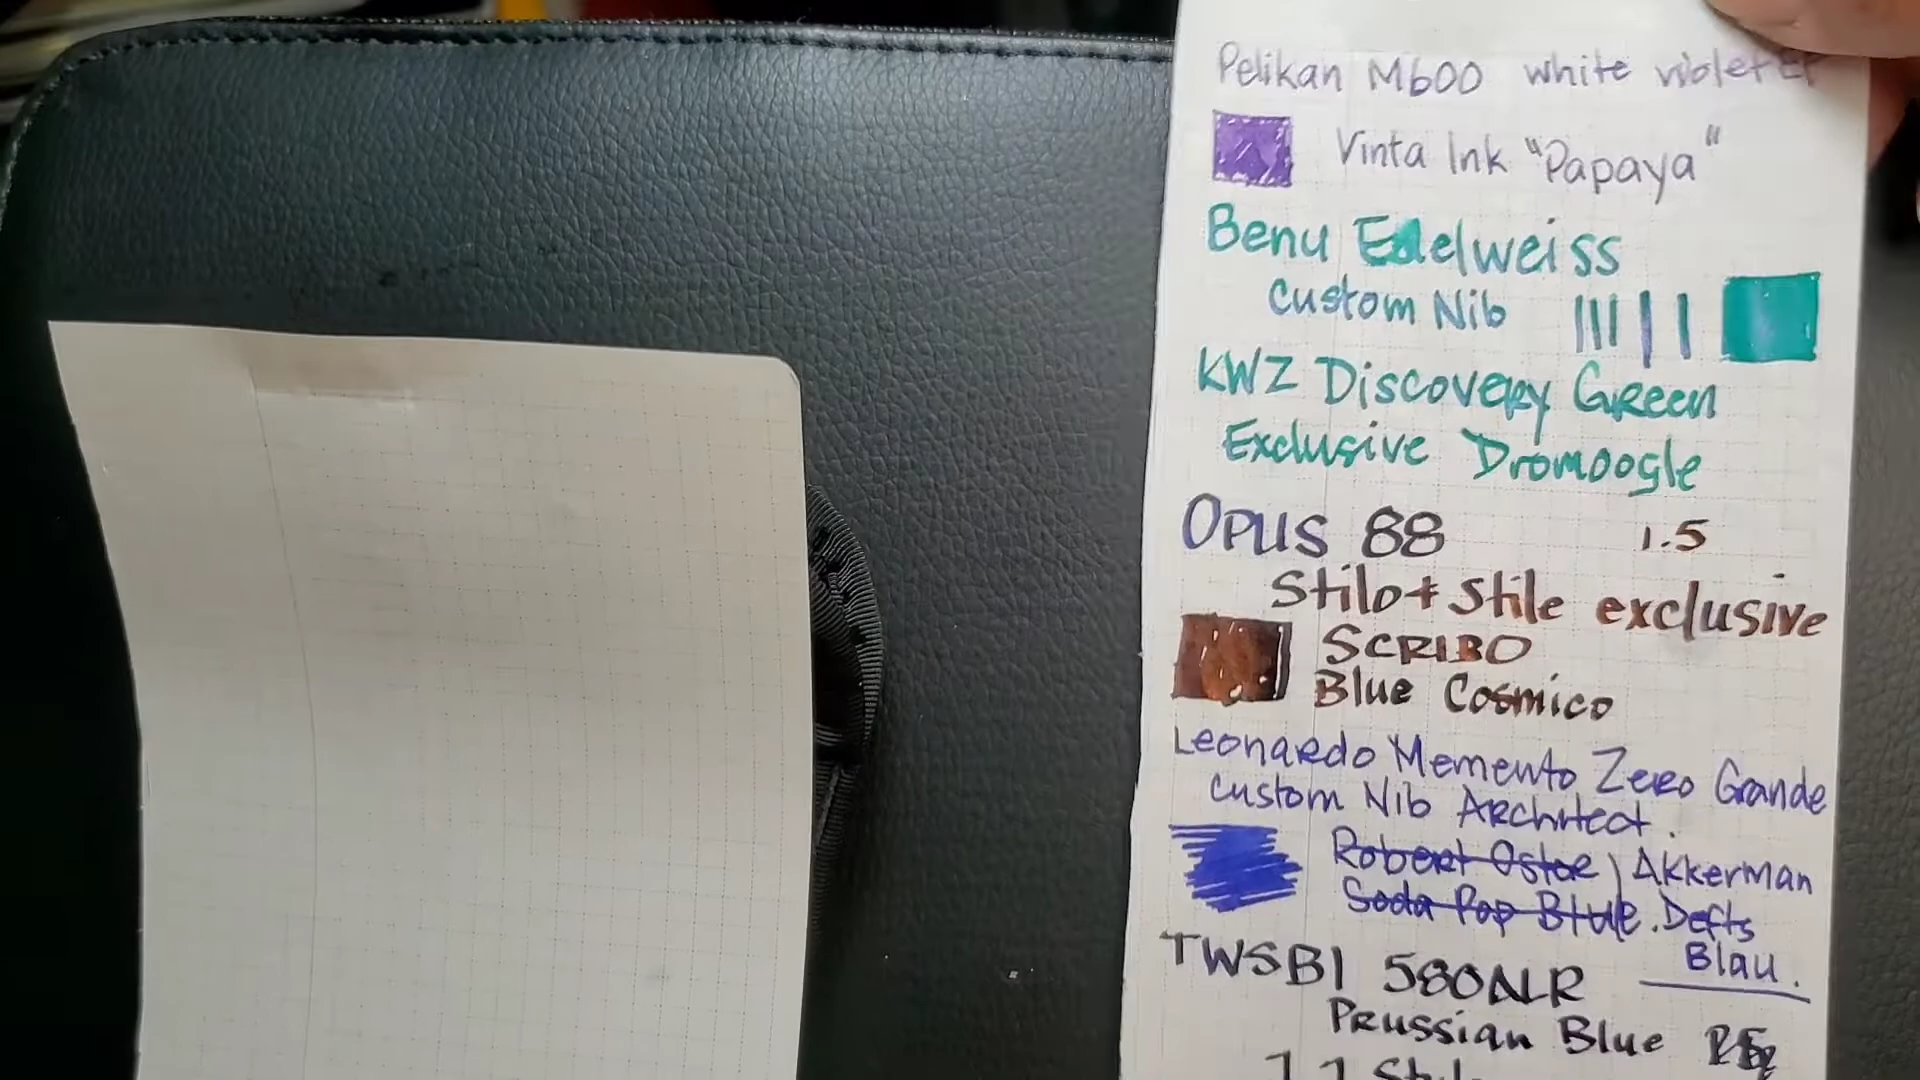 Pelikan M600 white violet EF
Vinta Ink "Papaya"
Benu Edelweiss
Custom Nib
KWZ Discovery Green
Exclusive Dromoogle
OPUS 88 1.5
Stilo + Stile exclusive
SCRIBO
Blue Cosmico
Leonardo Memento Zero Grande
Custom Nib Architect.
Robert Oster Akkerman
Soda Pop Blue. Defts
Blau.
TWSBI 580ALR
Prussian Blue